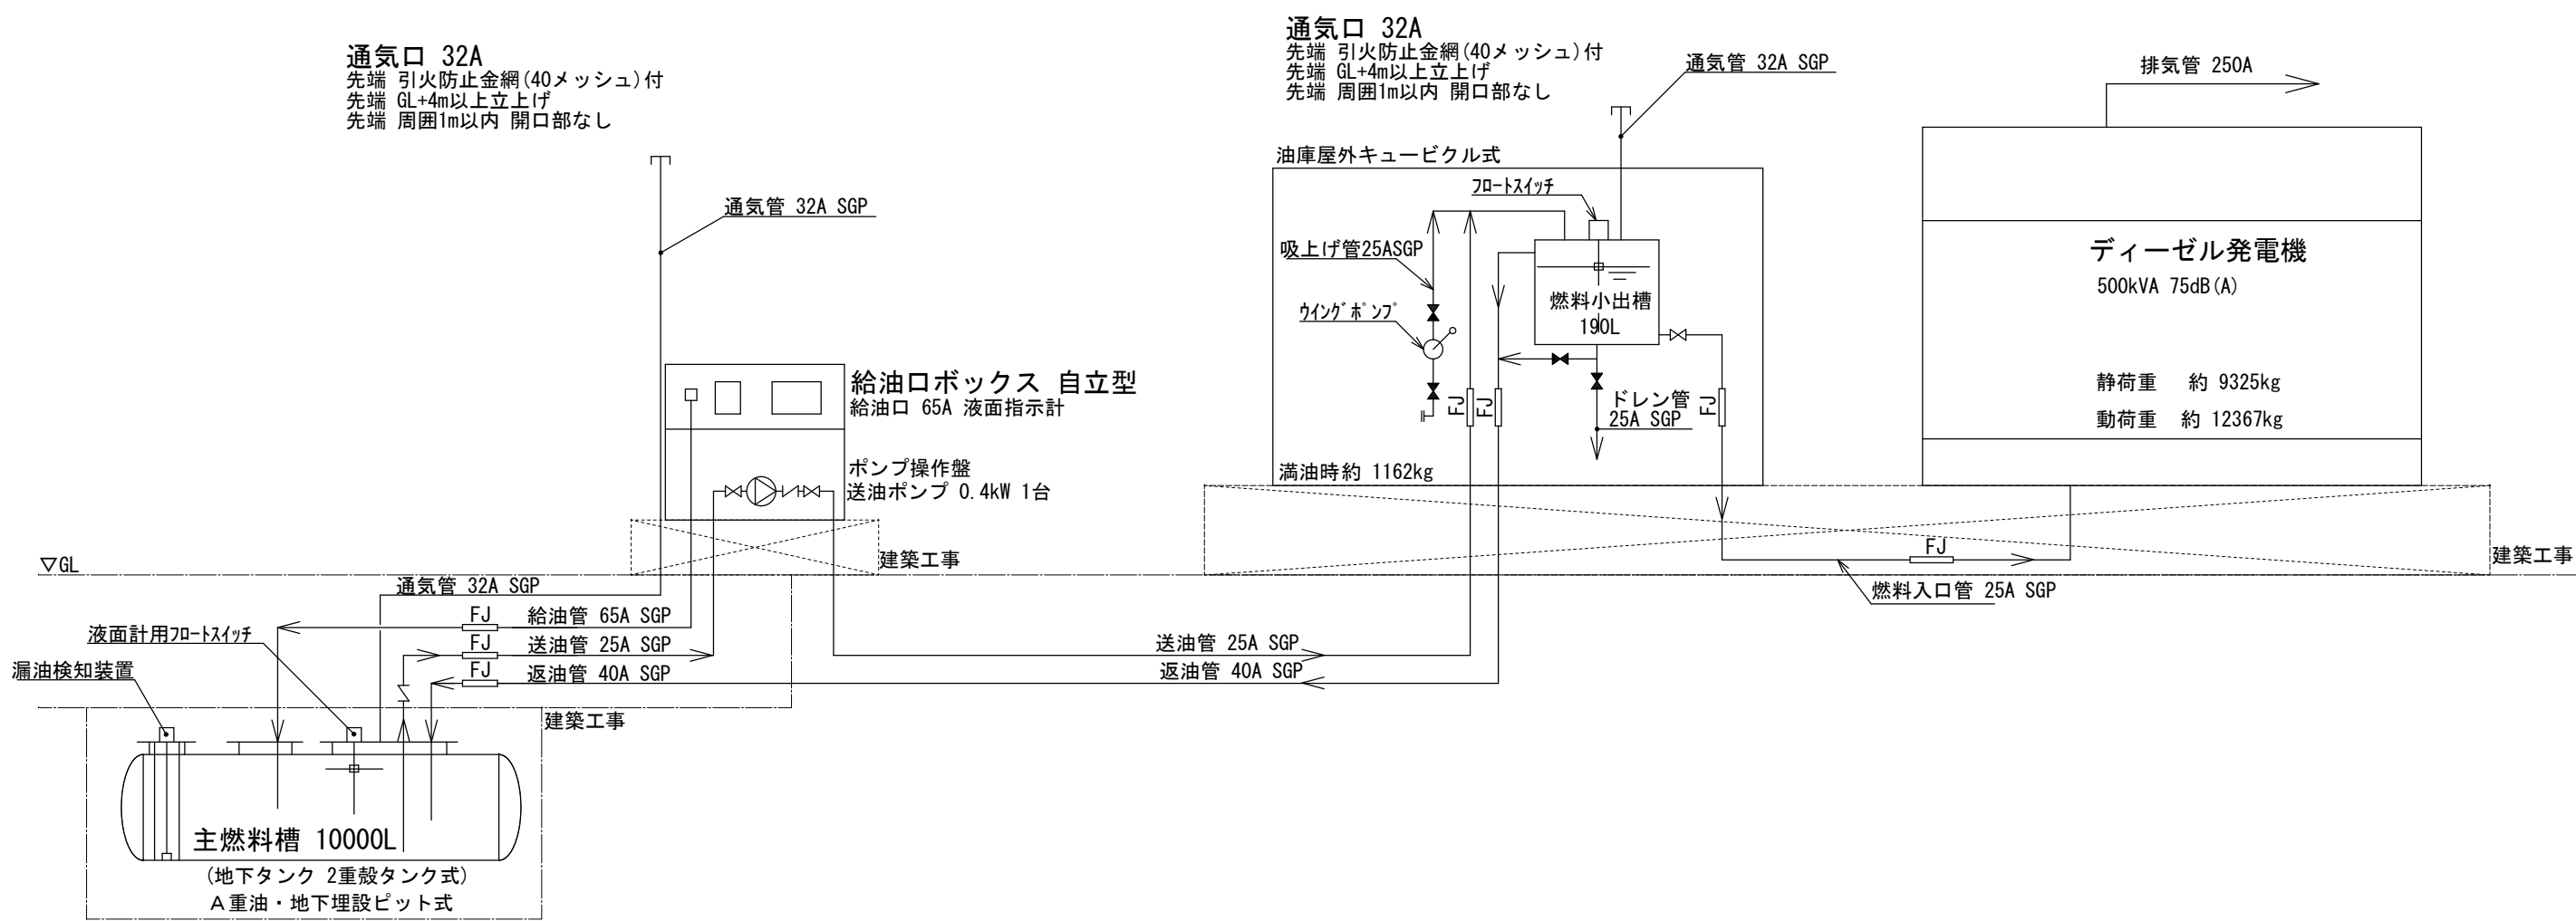 通気口 32A
先端 引火防止金網(40メッシュ)付
先端 GL+4m以上立上げ
先端 周囲1m以内 開口部なし
通気管 32A SGP
給油口ボックス 自立型
給油口 65A 液面指示計
ポンプ操作盤
送油ポンプ 0.4kW 1台
建築工事
▽GL
通気管 32A SGP
FJ
給油管 65A SGP
FJ
送油管 25A SGP
FJ
返油管 40A SGP
液面計用フロートスイッチ
漏油検知装置
建築工事
主燃料槽 10000L
(地下タンク 2重殻タンク式)
A重油・地下埋設ピット式
通気口 32A
先端 引火防止金網(40メッシュ)付
先端 GL+4m以上立上げ
先端 周囲1m以内 開口部なし
通気管 32A SGP
油庫屋外キュービクル式
フロートスイッチ
吸上げ管25ASGP
ウイングポンプ
燃料小出槽
190L
FJ
FJ
ドレン管
25A SGP
FJ
満油時約 1162kg
送油管 25A SGP
返油管 40A SGP
排気管 250A
ディーゼル発電機
500kVA 75dB(A)
静荷重 約 9325kg
動荷重 約 12367kg
FJ
燃料入口管 25A SGP
建築工事